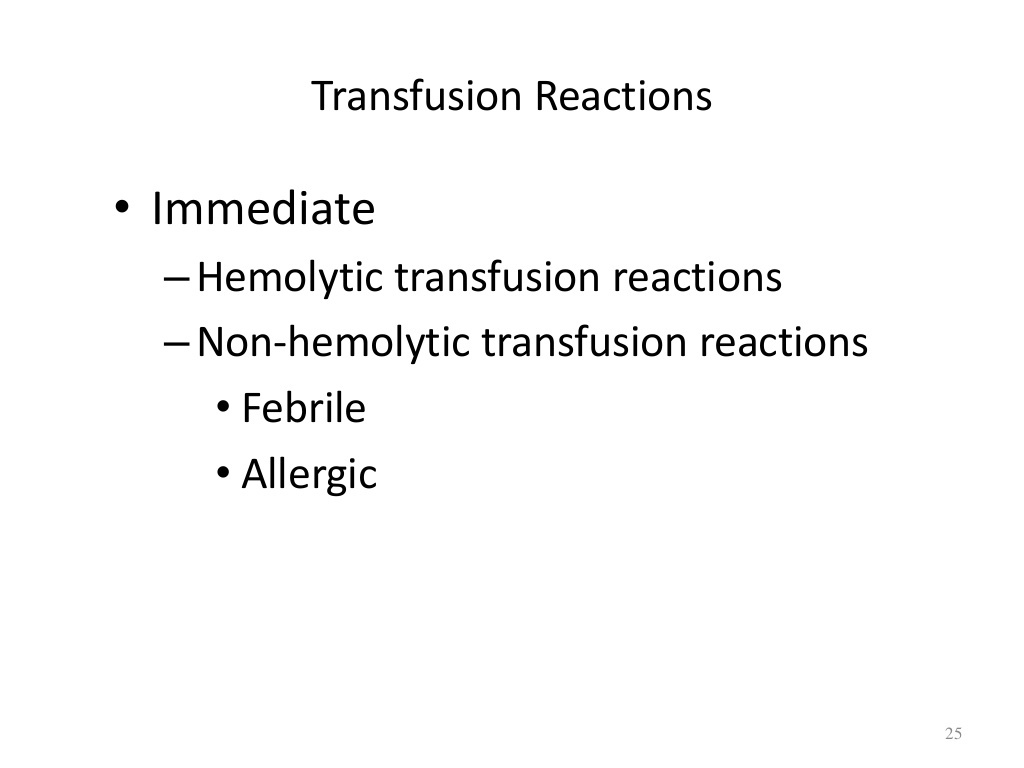 Transfusion Reactions
• Immediate
– Hemolytic transfusion reactions
– Non-hemolytic transfusion reactions
• Febrile
• Allergic
25